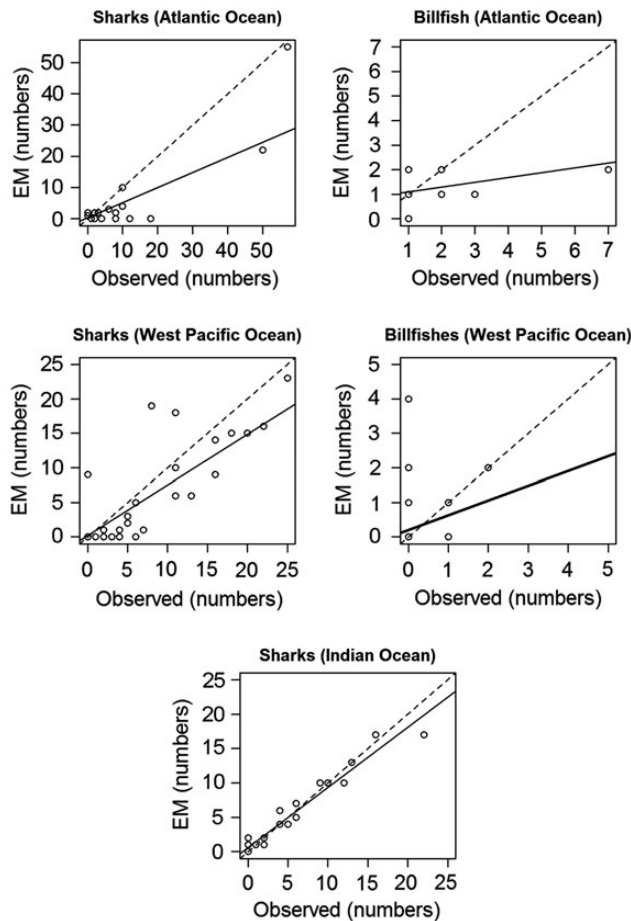 Sharks (Atlantic Ocean)
EM (numbers)
50
40
30
20
10
0
0 10 20 30 40 50
Observed (numbers)
Billfish (Atlantic Ocean)
EM (numbers)
7
6
5
4
3
2
1
0
1 2 3 4 5 6 7
Observed (numbers)
Sharks (West Pacific Ocean)
EM (numbers)
25
20
15
10
5
0
0 5 10 15 20 25
Observed (numbers)
Billfishes (West Pacific Ocean)
EM (numbers)
5
4
3
2
1
0
0 1 2 3 4 5
Observed (numbers)
Sharks (Indian Ocean)
EM (numbers)
25
20
15
10
5
0
0 5 10 15 20 25
Observed (numbers)